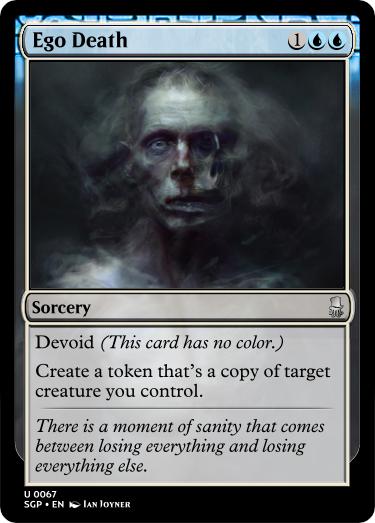 Ego Death 1
Sorcery
Devoid (This card has no color.)
Create a token that's a copy of target
creature you control.
There is a moment of sanity that comes
between losing everything and losing
everything else.
U 0067
SGP • EN Ian Joyner